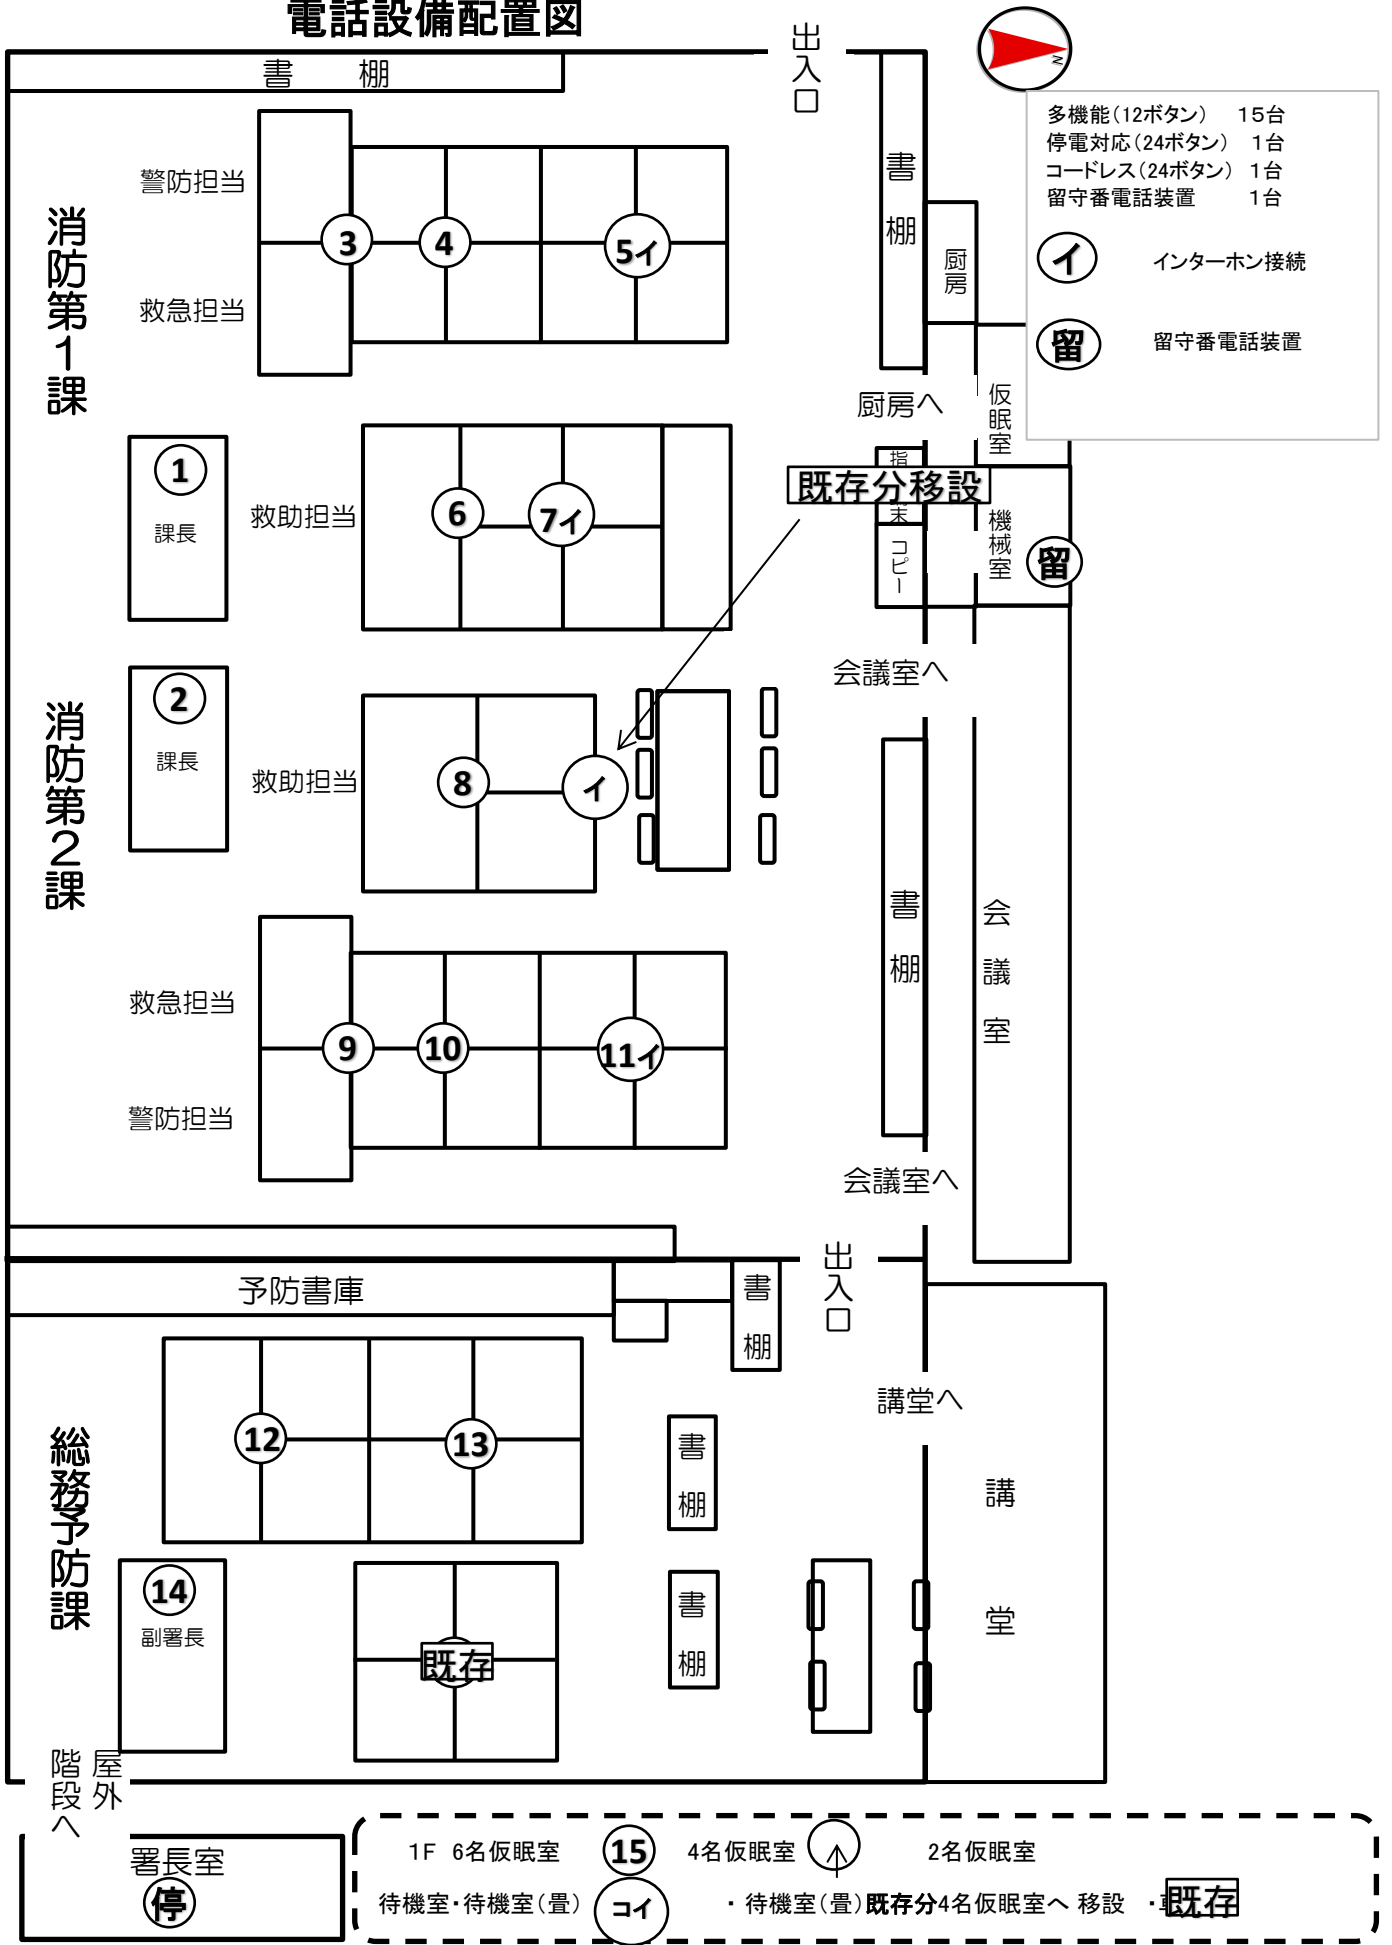 電話設備配置図
書　棚
出入口
N
多機能（12ボタン）　15台
停電対応（24ボタン）　1台
コードレス（24ボタン）　1台
留守番電話装置　1台
イ　インターホン接続
留　留守番電話装置
警防担当
消防第1課
3
4
5イ
救急担当
書棚
厨房
厨房へ
仮眠室
1
課長
救助担当
6
7イ
指
既存分移設
末
コピー
機械室
留
会議室へ
消防第2課
2
課長
救助担当
8
イ
救急担当
9
10
11イ
警防担当
書棚
会議室
会議室へ
出入口
予防書庫
書棚
講堂へ
総務予防課
12
13
書棚
講堂
14
副署長
既存
書棚
屋外
階段へ
署長室
停
1F　6名仮眠室　15　4名仮眠室　2名仮眠室
待機室・待機室（畳）　コイ　・待機室（畳）既存分4名仮眠室へ 移設　・　既存